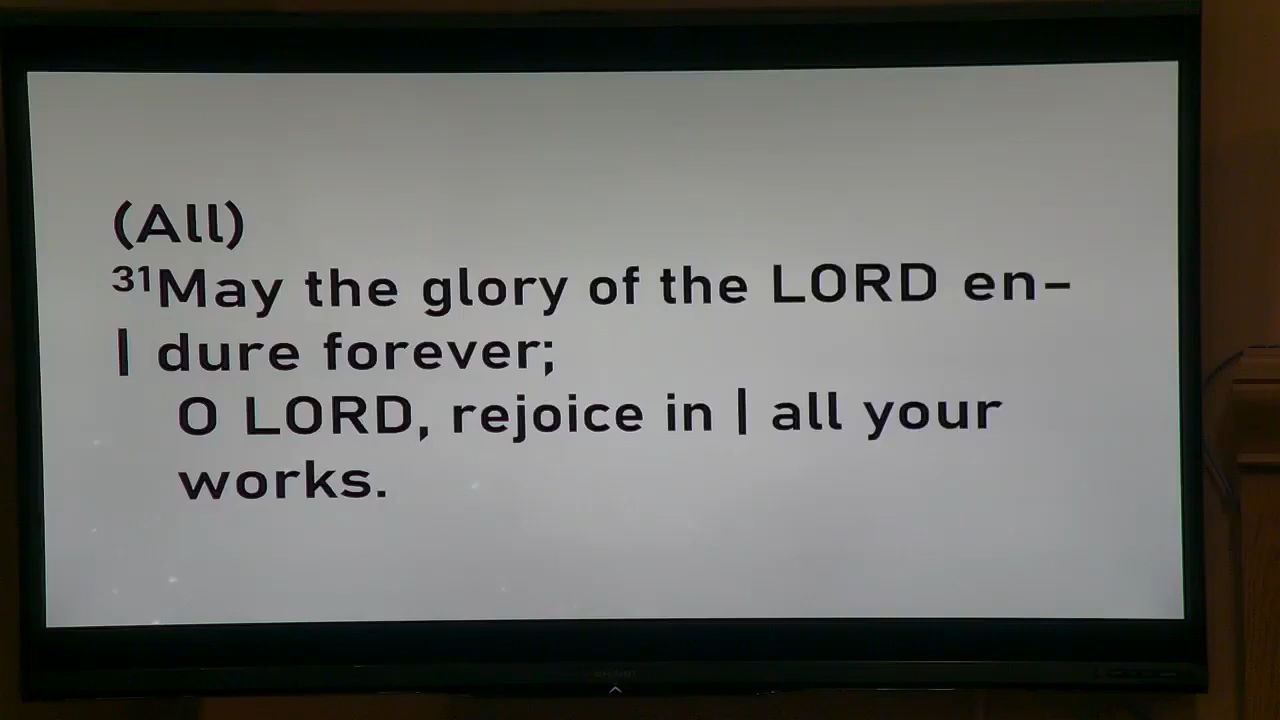 (All)
³¹May the glory of the LORD en–
| dure forever;
O LORD, rejoice in | all your
works.